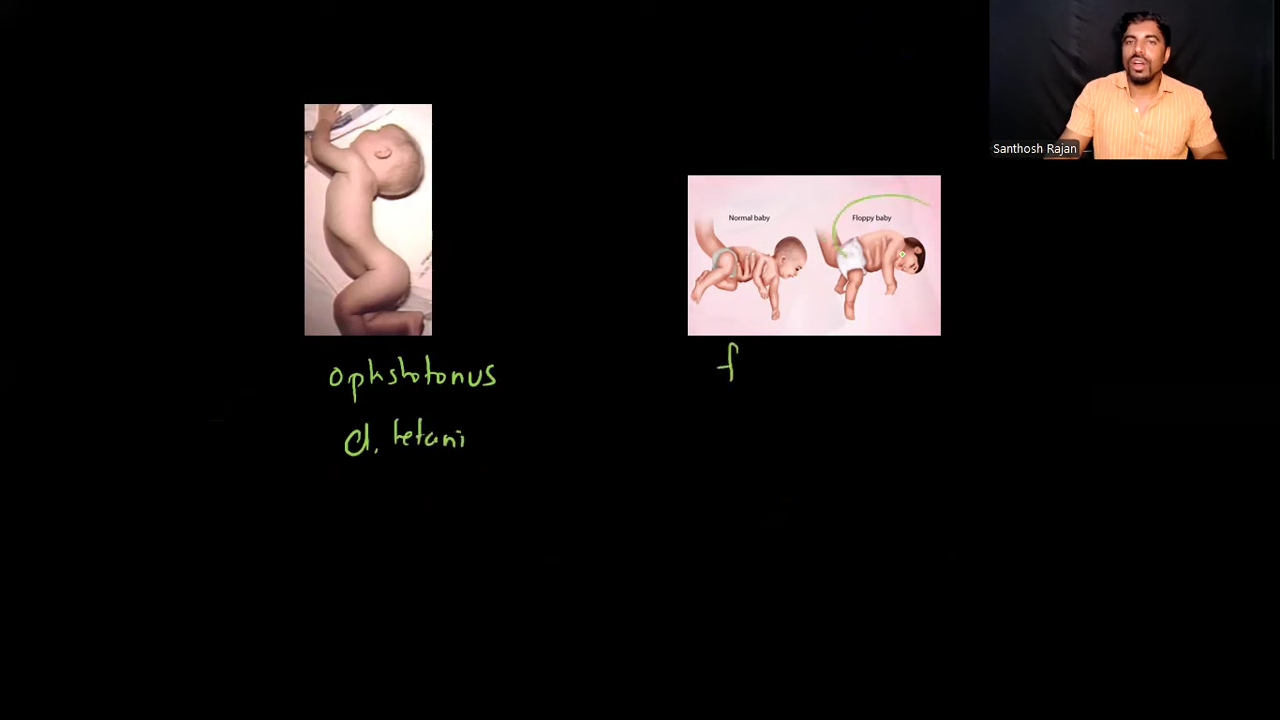 Santhosh Rajan
Normal baby
Floppy baby
ophstotonus
Cl. tetani
f